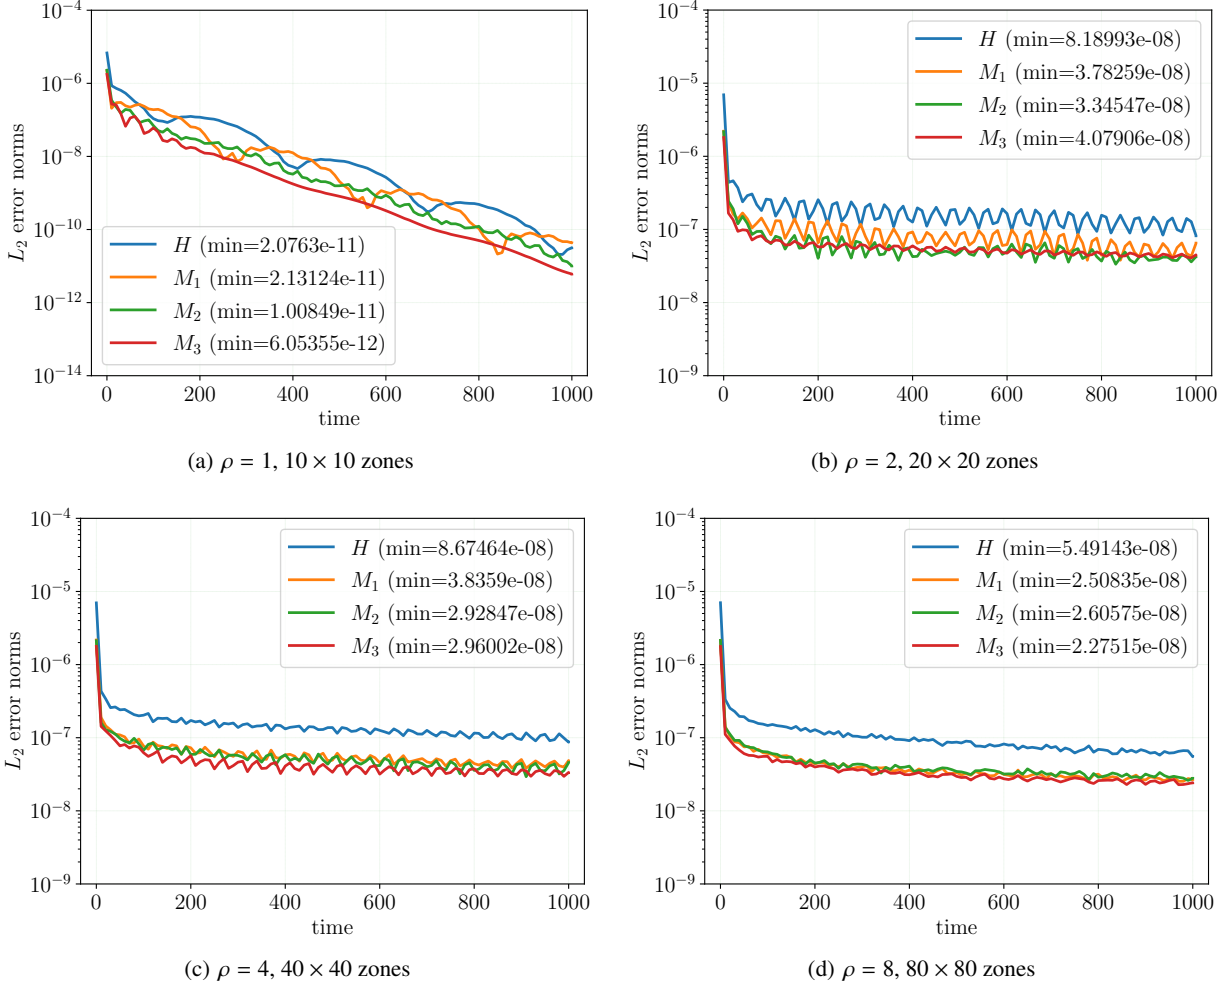 10⁻⁴
10⁻⁶
10⁻⁸
10⁻¹⁰
10⁻¹²
10⁻¹⁴
L₂ error norms
H (min=2.0763e-11)
M₁ (min=2.13124e-11)
M₂ (min=1.00849e-11)
M₃ (min=6.05355e-12)
0 200 400 600 800 1000
time
(a) ρ = 1, 10 × 10 zones
10⁻⁴
10⁻⁵
10⁻⁶
10⁻⁷
10⁻⁸
10⁻⁹
L₂ error norms
H (min=8.18993e-08)
M₁ (min=3.78259e-08)
M₂ (min=3.34547e-08)
M₃ (min=4.07906e-08)
0 200 400 600 800 1000
time
(b) ρ = 2, 20 × 20 zones
10⁻⁴
10⁻⁵
10⁻⁶
10⁻⁷
10⁻⁸
10⁻⁹
L₂ error norms
H (min=8.67464e-08)
M₁ (min=3.8359e-08)
M₂ (min=2.92847e-08)
M₃ (min=2.96002e-08)
0 200 400 600 800 1000
time
(c) ρ = 4, 40 × 40 zones
10⁻⁴
10⁻⁵
10⁻⁶
10⁻⁷
10⁻⁸
10⁻⁹
L₂ error norms
H (min=5.49143e-08)
M₁ (min=2.50835e-08)
M₂ (min=2.60575e-08)
M₃ (min=2.27515e-08)
0 200 400 600 800 1000
time
(d) ρ = 8, 80 × 80 zones